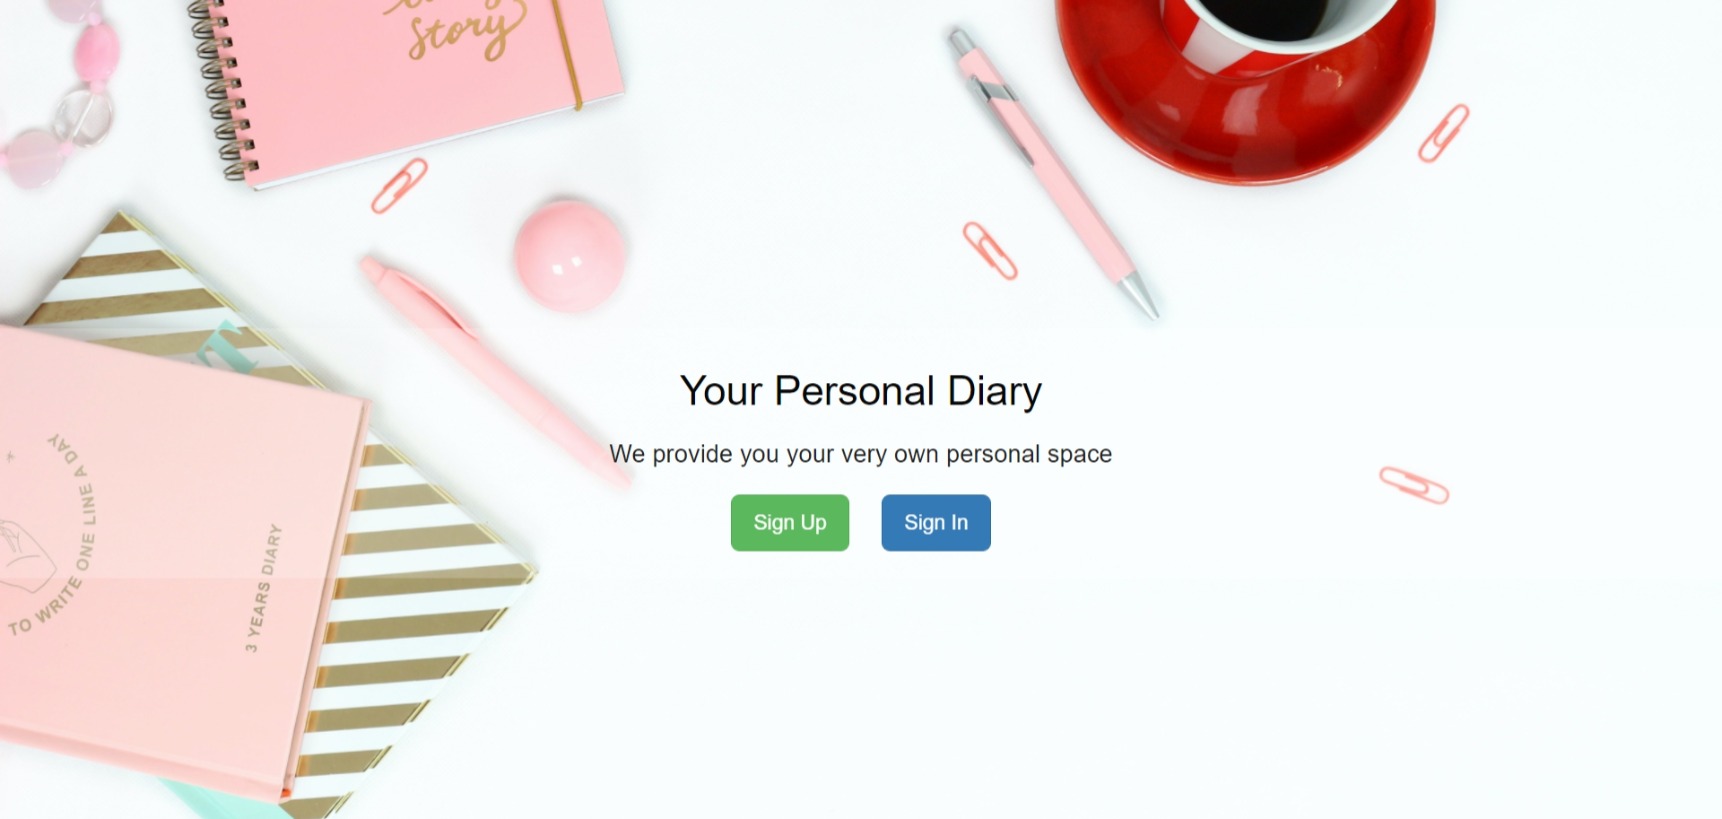 Story
Your Personal Diary
We provide you your very own personal space
Sign Up
Sign In
TO WRITE ONE LINE A DAY
3 YEARS DIARY